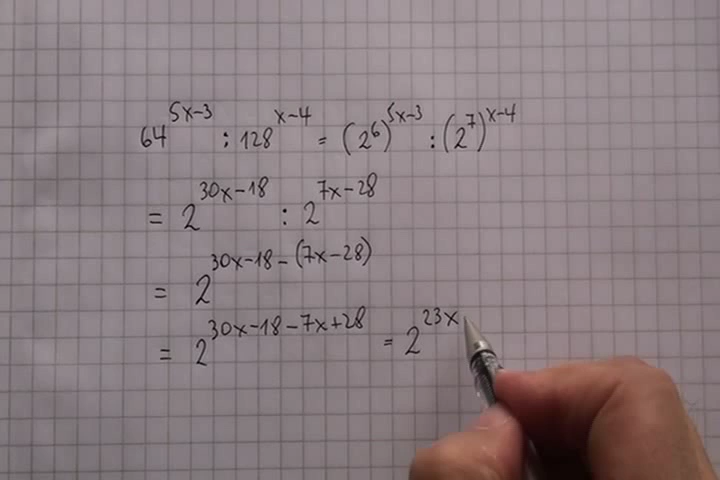 64^(5x-3) : 128^(x-4) = (2^6)^(5x-3) : (2^7)^(x-4)
= 2^(30x-18) : 2^(7x-28)
= 2^(30x-18-(7x-28))
= 2^(30x-18-7x+28) = 2^(23x